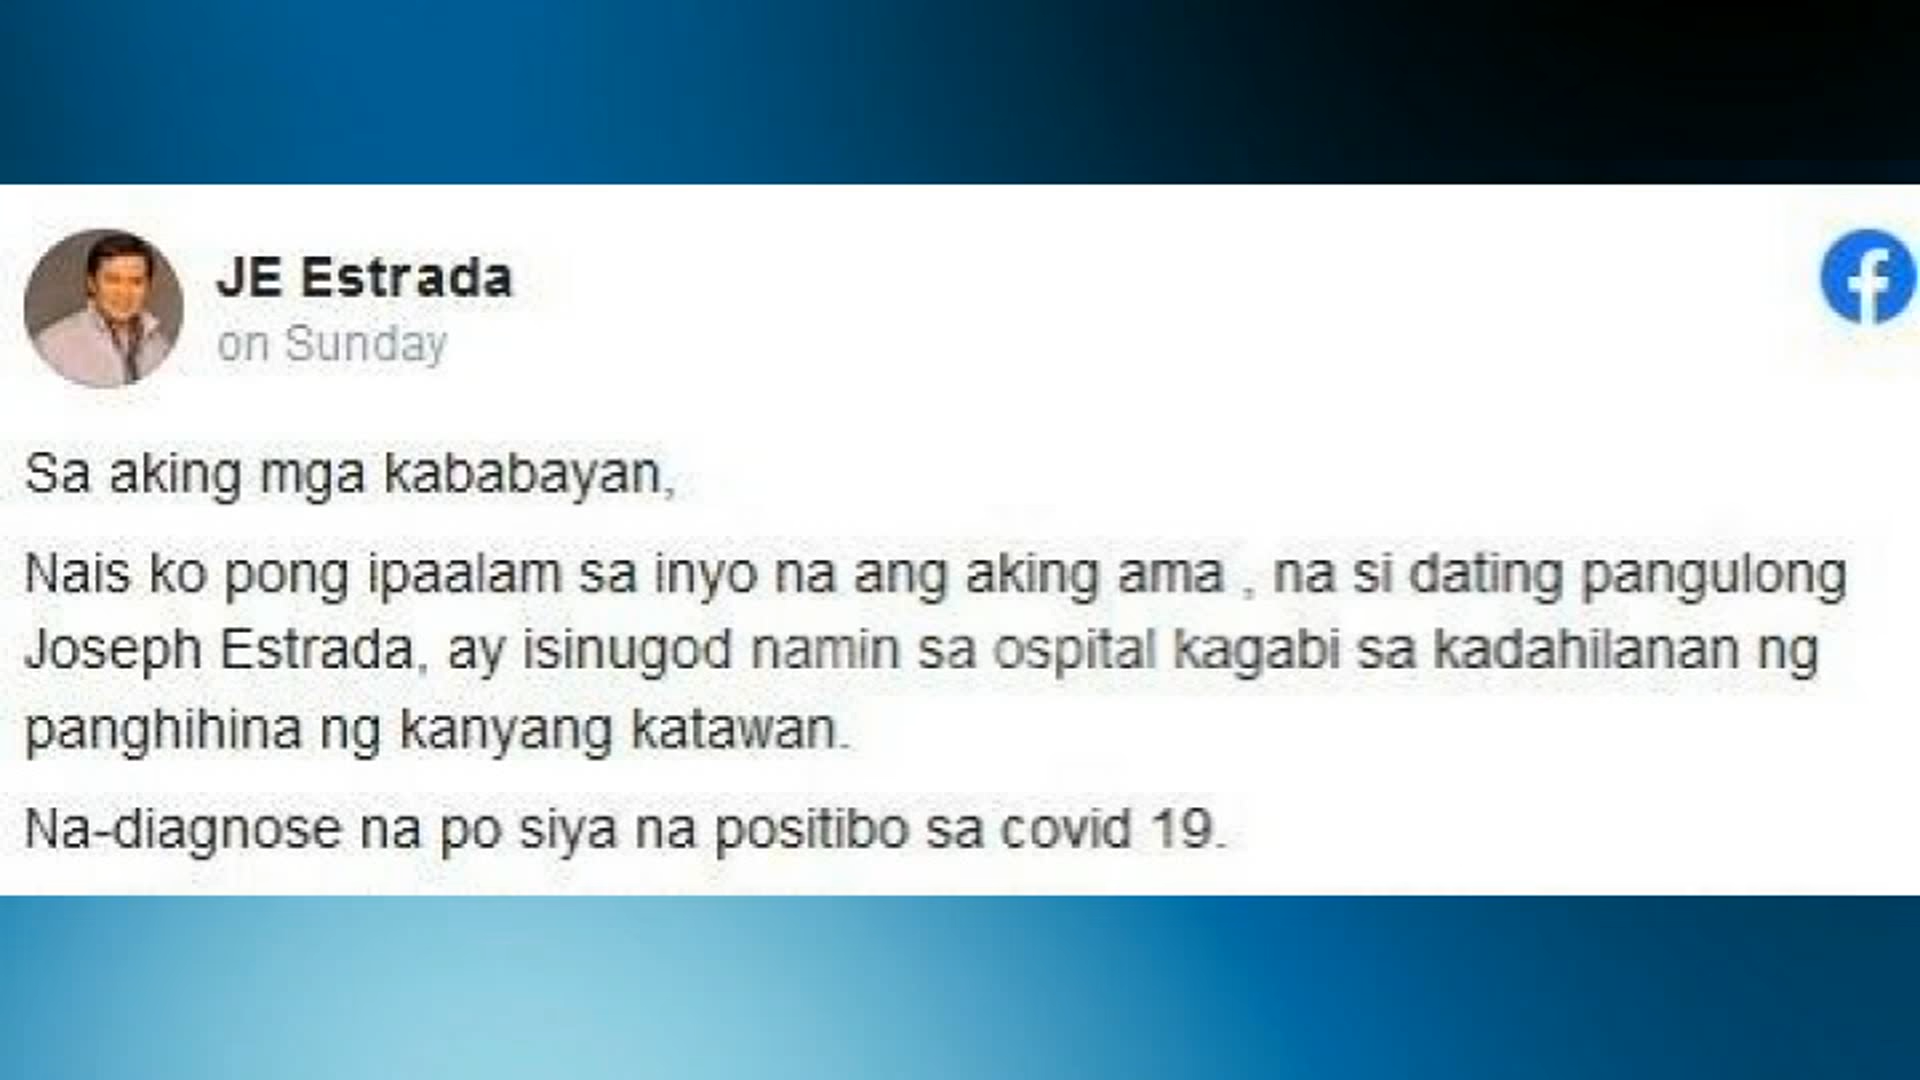 JE Estrada
on Sunday
Sa aking mga kababayan,
Nais ko pong ipaalam sa inyo na ang aking ama , na si dating pangulong
Joseph Estrada, ay isinugod namin sa ospital kagabi sa kadahilanan ng
panghihina ng kanyang katawan.
Na-diagnose na po siya na positibo sa covid 19.